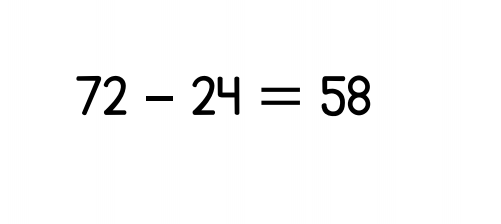 72 − 24 = 58